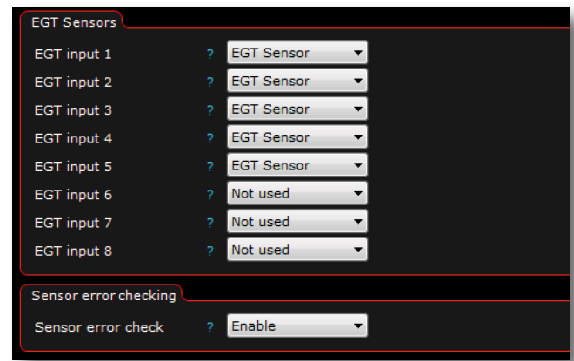 EGT Sensors
EGT input 1 ? EGT Sensor
EGT input 2 ? EGT Sensor
EGT input 3 ? EGT Sensor
EGT input 4 ? EGT Sensor
EGT input 5 ? EGT Sensor
EGT input 6 ? Not used
EGT input 7 ? Not used
EGT input 8 ? Not used
Sensor error checking
Sensor error check ? Enable